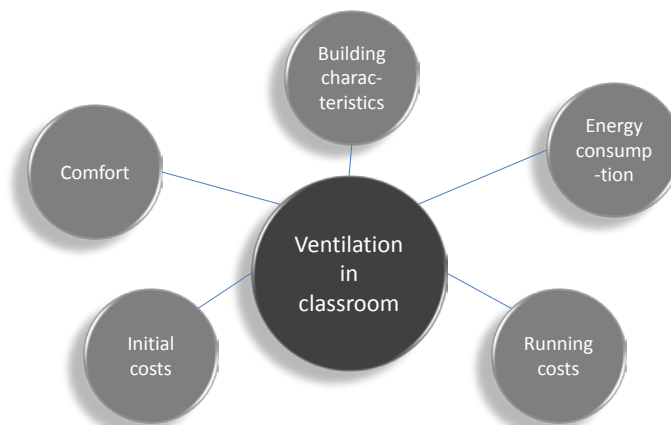 Building
charac-
teristics
Comfort
Energy
consump
-tion
Ventilation
in
classroom
Initial
costs
Running
costs